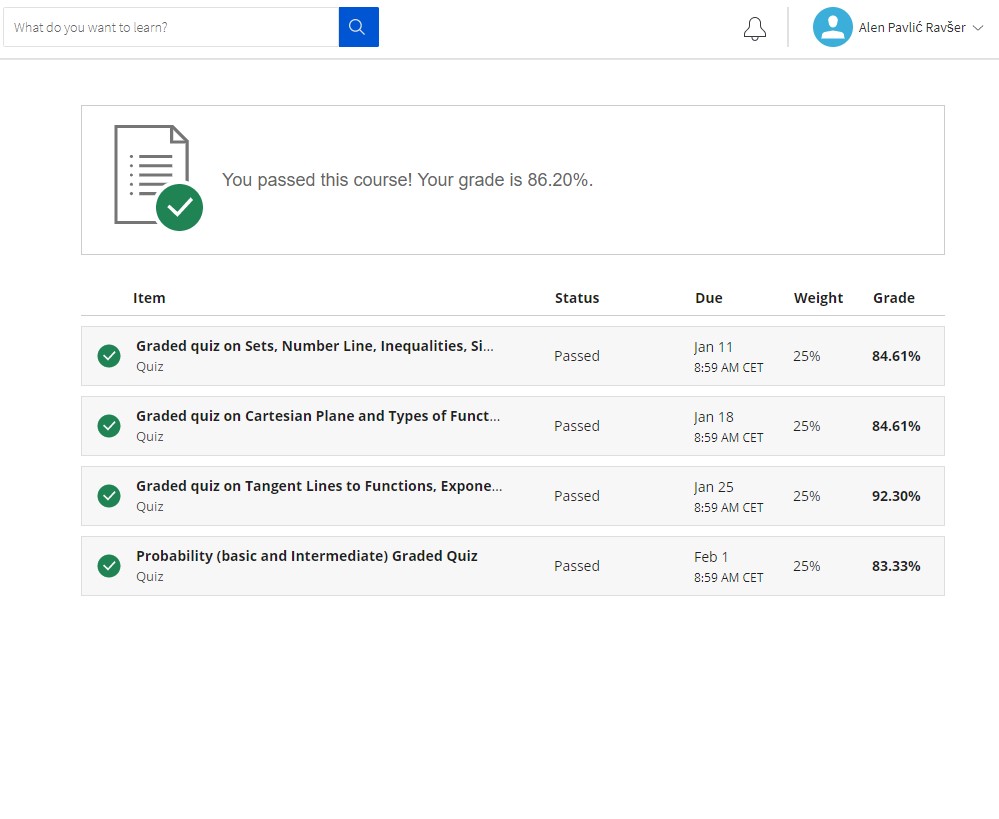 What do you want to learn?
Alen Pavlić Ravšer
You passed this course! Your grade is 86.20%.
Item Status Due Weight Grade
Graded quiz on Sets, Number Line, Inequalities, Si...
Quiz
Passed
Jan 11
8:59 AM CET
25%
84.61%
Graded quiz on Cartesian Plane and Types of Funct...
Quiz
Passed
Jan 18
8:59 AM CET
25%
84.61%
Graded quiz on Tangent Lines to Functions, Expone...
Quiz
Passed
Jan 25
8:59 AM CET
25%
92.30%
Probability (basic and Intermediate) Graded Quiz
Quiz
Passed
Feb 1
8:59 AM CET
25%
83.33%